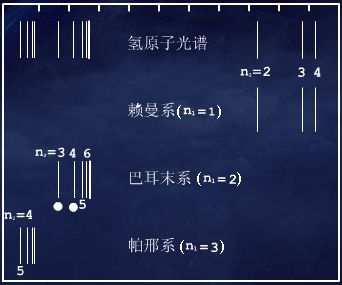 氢原子光谱
n₂=2 3 4
赖曼系(n₁=1)
n₂=3 4 6
巴耳末系 (n₁=2)
5
n₂=4
帕邢系 (n₁=3)
5